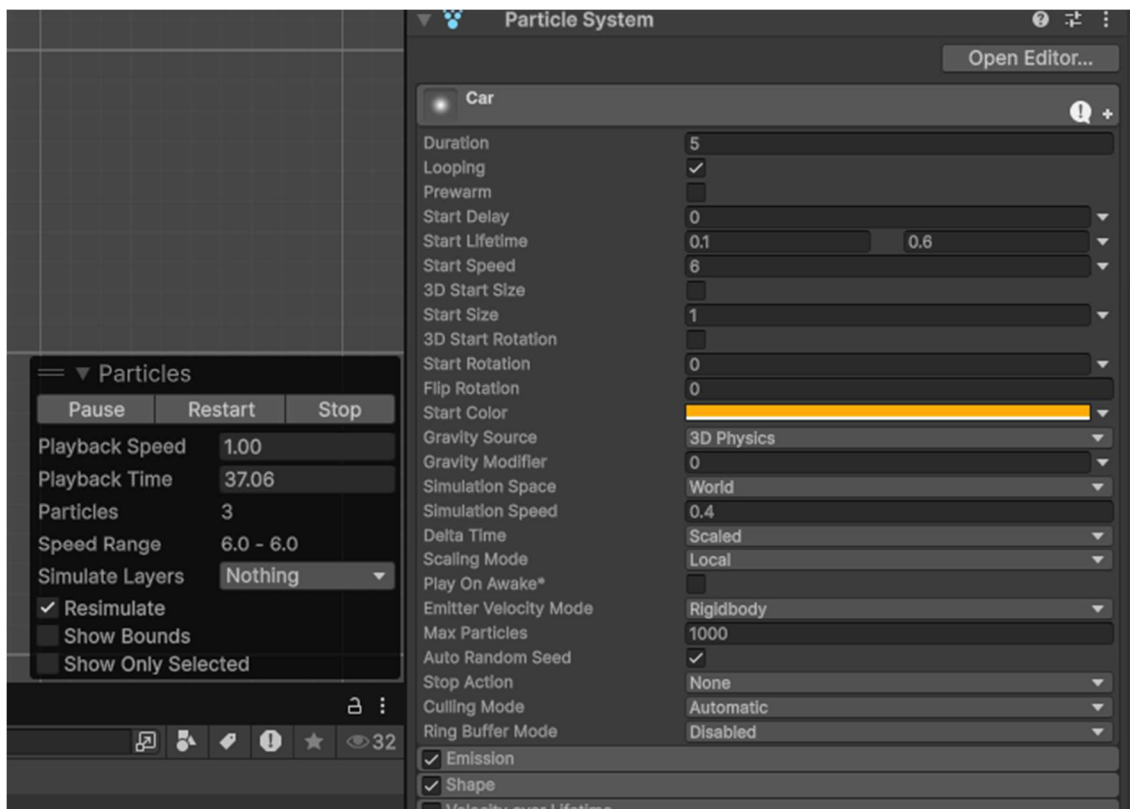 Particle System
Open Editor...
Car
Duration 5
Looping
Prewarm
Start Delay 0
Start Lifetime 0.1 0.6
Start Speed 6
3D Start Size
Start Size 1
3D Start Rotation
Start Rotation 0
Flip Rotation 0
Start Color
Gravity Source 3D Physics
Gravity Modifier 0
Simulation Space World
Simulation Speed 0.4
Delta Time Scaled
Scaling Mode Local
Play On Awake*
Emitter Velocity Mode Rigidbody
Max Particles 1000
Auto Random Seed
Stop Action None
Culling Mode Automatic
Ring Buffer Mode Disabled
Emission
Shape
Velocity over Lifetime
Particles
Pause Restart Stop
Playback Speed 1.00
Playback Time 37.06
Particles 3
Speed Range 6.0 - 6.0
Simulate Layers Nothing
Resimulate
Show Bounds
Show Only Selected
32